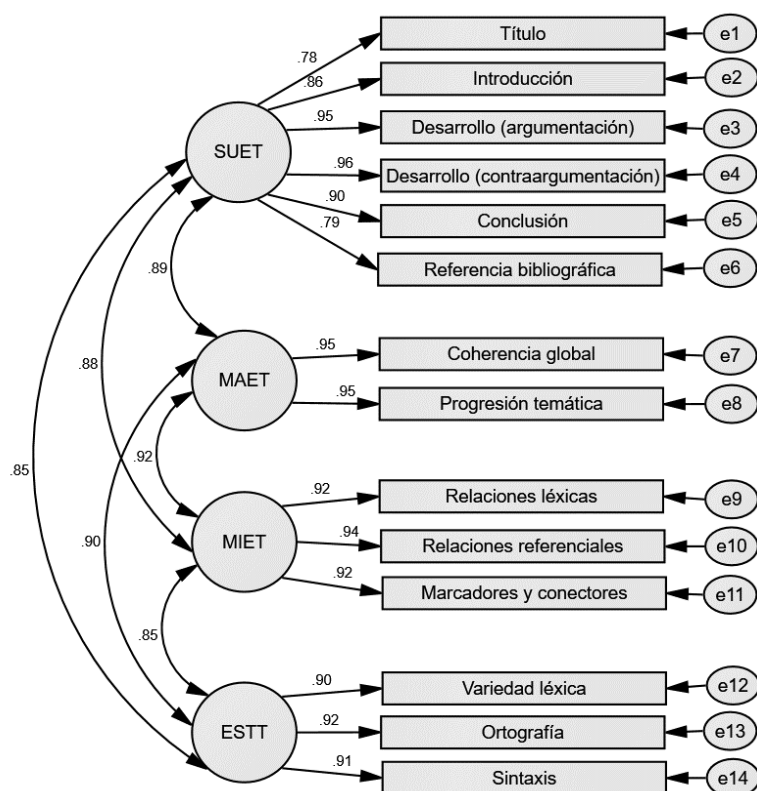 Título
e1
.78
Introducción
e2
.86
Desarrollo (argumentación)
e3
.95
SUET
Desarrollo (contraargumentación)
e4
.96
Conclusión
e5
.90
Referencia bibliográfica
e6
.79
.89
Coherencia global
e7
.95
MAET
Progresión temática
e8
.95
.88
.92
.85
Relaciones léxicas
e9
.92
MIET
Relaciones referenciales
e10
.94
.90
Marcadores y conectores
e11
.92
.85
Variedad léxica
e12
.90
ESTT
Ortografía
e13
.92
Sintaxis
e14
.91